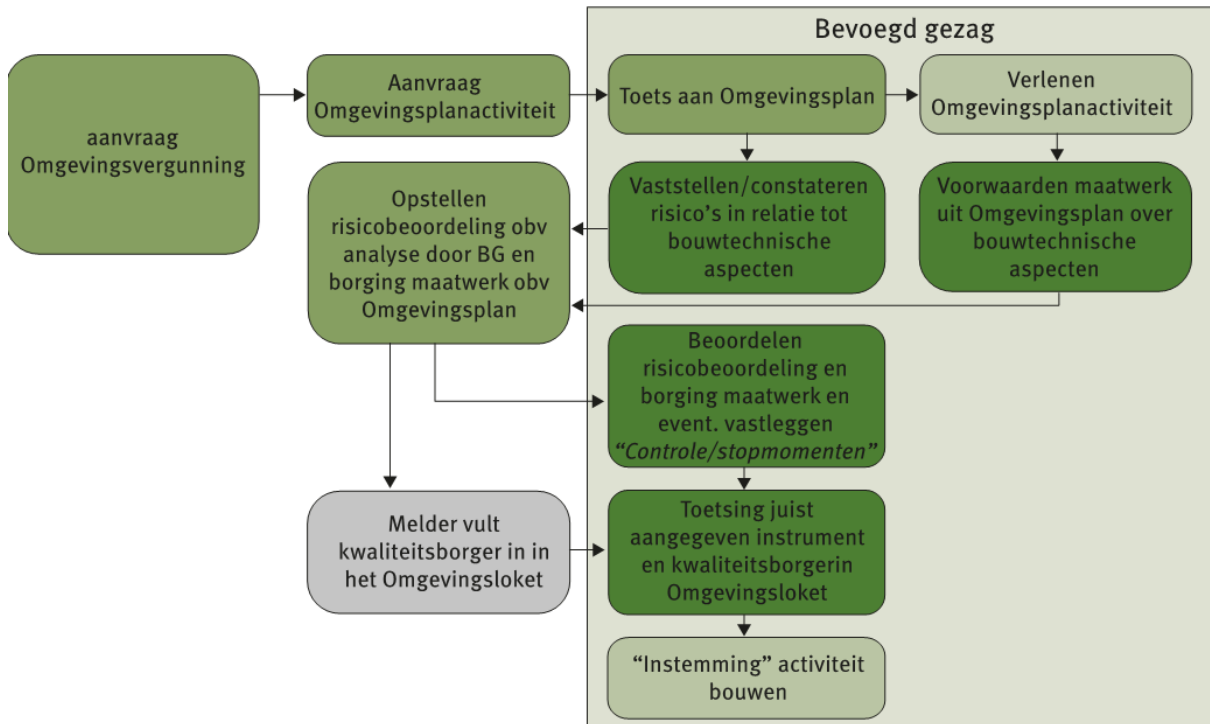 Bevoegd gezag
aanvraag
Omgevingsvergunning
Aanvraag
Omgevingsplanactiviteit
Toets aan Omgevingsplan
Verlenen
Omgevingsplanactiviteit
Opstellen
risicobeoordeling obv
analyse door BG en
borging maatwerk obv
Omgevingsplan
Vaststellen/constateren
risico’s in relatie tot
bouwtechnische
aspecten
Voorwaarden maatwerk
uit Omgevingsplan over
bouwtechnische
aspecten
Beoordelen
risicobeoordeling en
borging maatwerk en
event. vastleggen
“Controle/stopmomenten”
Melder vult
kwaliteitsborger in in
het Omgevingsloket
Toetsing juist
aangegeven instrument
en kwaliteitsborgerin
Omgevingsloket
“Instemming” activiteit
bouwen